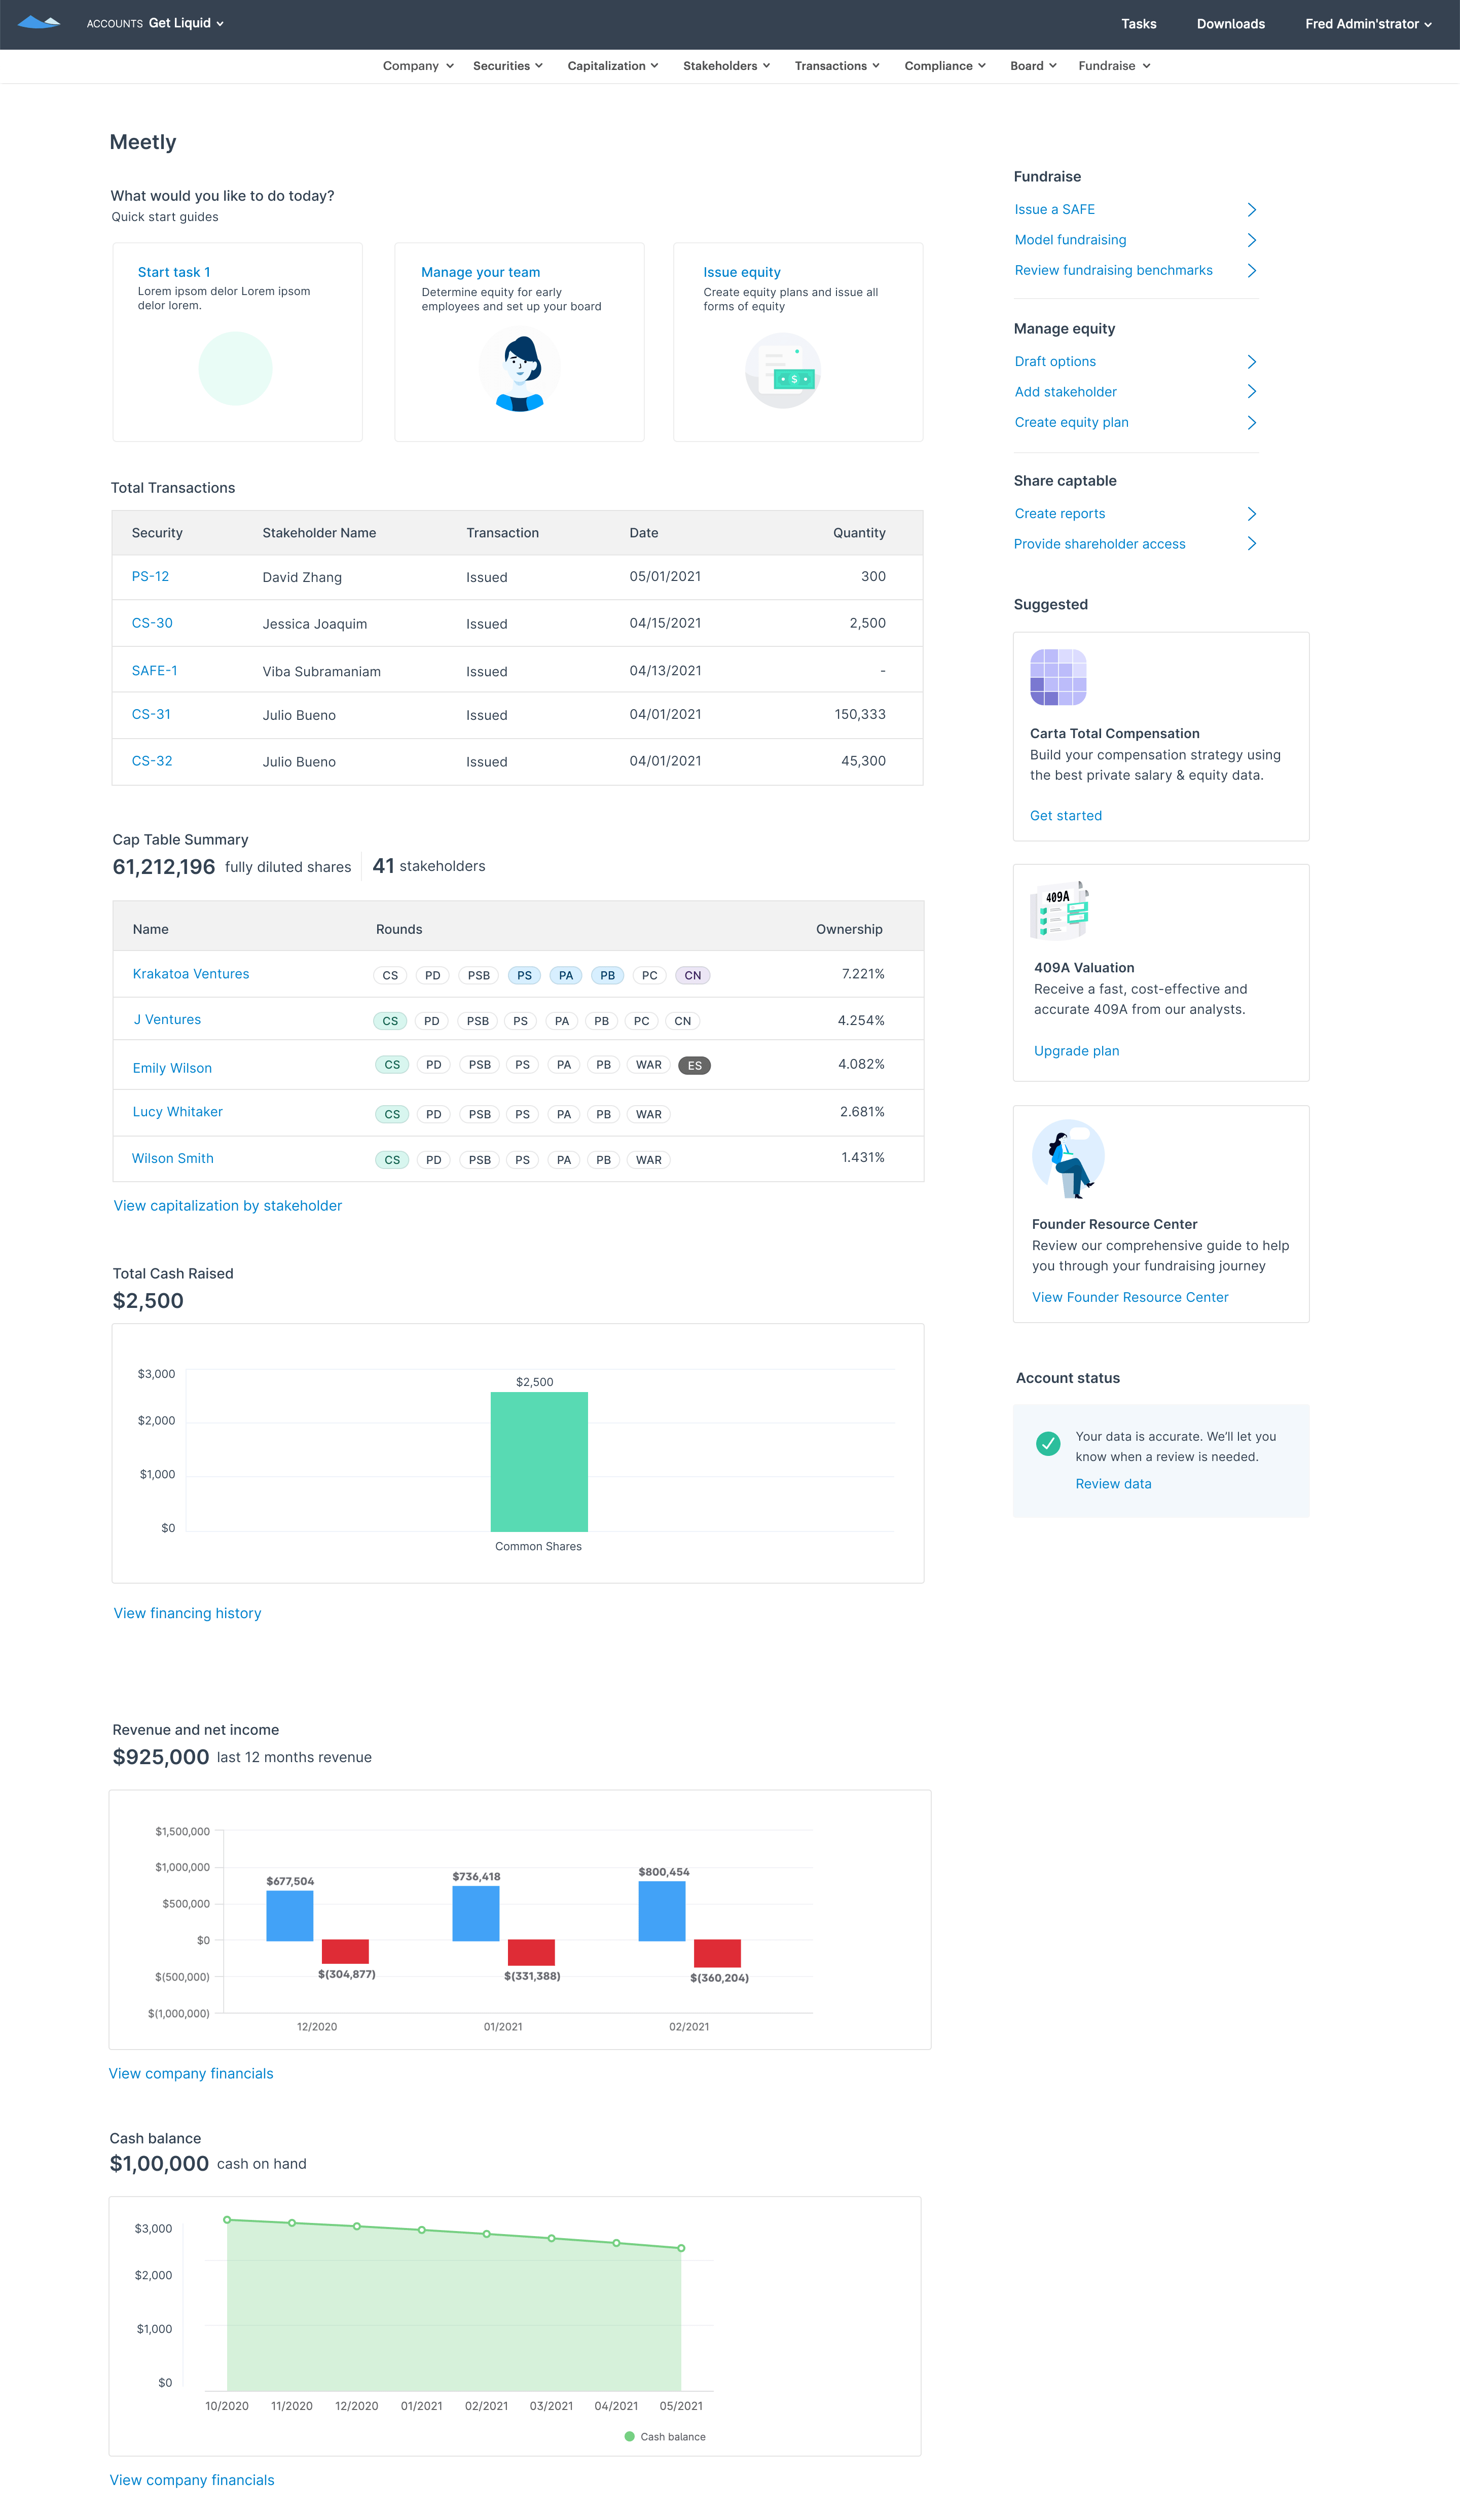 ACCOUNTS Get Liquid
Tasks Downloads Fred Admin'strator
Company Securities Capitalization Stakeholders Transactions Compliance Board Fundraise
Meetly
What would you like to do today?
Quick start guides
Start task 1
Lorem ipsom delor Lorem ipsom
delor lorem.
Manage your team
Determine equity for early
employees and set up your board
Issue equity
Create equity plans and issue all
forms of equity
$
Total Transactions
Security Stakeholder Name Transaction Date Quantity
PS-12 David Zhang Issued 05/01/2021 300
CS-30 Jessica Joaquim Issued 04/15/2021 2,500
SAFE-1 Viba Subramaniam Issued 04/13/2021 -
CS-31 Julio Bueno Issued 04/01/2021 150,333
CS-32 Julio Bueno Issued 04/01/2021 45,300
Cap Table Summary
61,212,196 fully diluted shares 41 stakeholders
Name Rounds Ownership
Krakatoa Ventures CS PD PSB PS PA PB PC CN 7.221%
J Ventures CS PD PSB PS PA PB PC CN 4.254%
Emily Wilson CS PD PSB PS PA PB WAR ES 4.082%
Lucy Whitaker CS PD PSB PS PA PB WAR 2.681%
Wilson Smith CS PD PSB PS PA PB WAR 1.431%
View capitalization by stakeholder
Total Cash Raised
$2,500
$3,000
$2,500
$2,000
$1,000
$0
Common Shares
View financing history
Revenue and net income
$925,000 last 12 months revenue
$1,500,000
$1,000,000
$500,000
$0
$(500,000)
$(1,000,000)
$677,504 $736,418 $800,454
$(304,877) $(331,388) $(360,204)
12/2020 01/2021 02/2021
View company financials
Cash balance
$1,00,000 cash on hand
$3,000
$2,000
$1,000
$0
10/2020 11/2020 12/2020 01/2021 02/2021 03/2021 04/2021 05/2021
Cash balance
View company financials
Fundraise
Issue a SAFE
Model fundraising
Review fundraising benchmarks
Manage equity
Draft options
Add stakeholder
Create equity plan
Share captable
Create reports
Provide shareholder access
Suggested
Carta Total Compensation
Build your compensation strategy using
the best private salary & equity data.
Get started
409A
409A Valuation
Receive a fast, cost-effective and
accurate 409A from our analysts.
Upgrade plan
Founder Resource Center
Review our comprehensive guide to help
you through your fundraising journey
View Founder Resource Center
Account status
Your data is accurate. We'll let you
know when a review is needed.
Review data